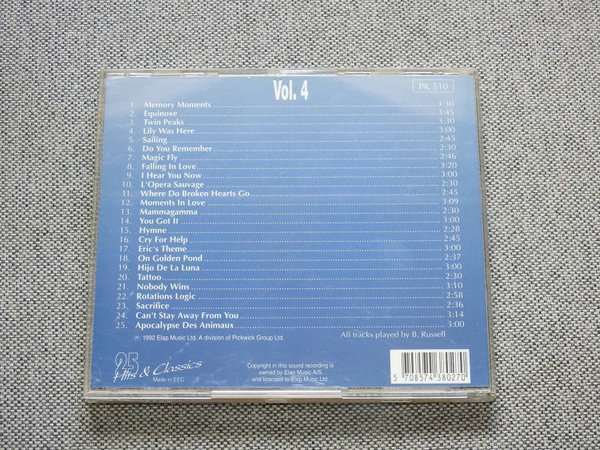 Vol. 4
PK 510
1. Memory Moments 3:30
2. Equinoxe 3:45
3. Twin Peaks 3:30
4. Lily Was Here 3:00
5. Sailing 2:45
6. Do You Remember 2:30
7. Magic Fly 2:46
8. Falling In Love 3:20
9. I Hear You Now 3:00
10. L'Opera Sauvage 2:30
11. Where Do Broken Hearts Go 2:45
12. Moments In Love 3:09
13. Mammagamma 2:30
14. You Got It 3:00
15. Hymne 2:28
16. Cry For Help 2:45
17. Eric's Theme 3:00
18. On Golden Pond 2:37
19. Hijo De La Luna 3:00
20. Tattoo 2:30
21. Nobody Wins 3:10
22. Rotations Logic 2:58
23. Sacrifice 2:36
24. Can't Stay Away From You 3:14
25. Apocalypse Des Animaux 3:00
℗ 1992 Elap Music Ltd. A division of Pickwick Group Ltd.
All tracks played by B. Russell
25
Hits & Classics
Made in EEC
Copyright in this sound recording is
owned by Elap Music A/S
and licensed to Elap Music Ltd.
5 708574 380270